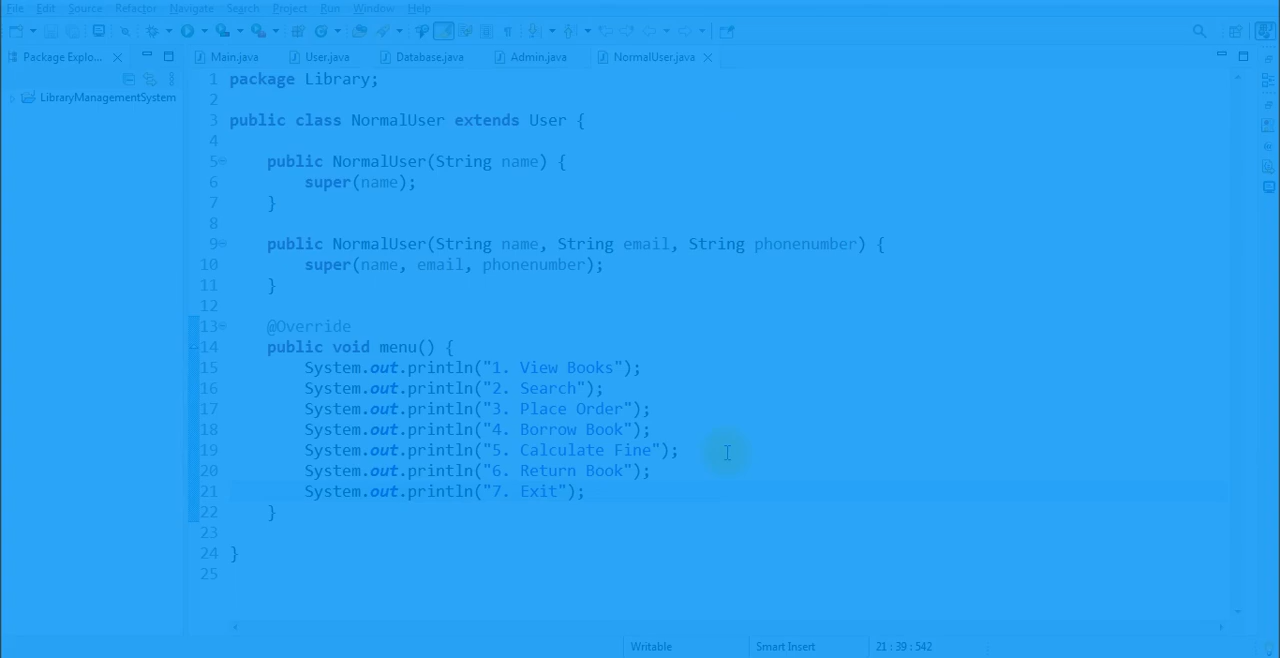 File Edit Source Refactor Navigate Search Project Run Window Help
Package Explo... Main.java User.java Database.java Admin.java NormalUser.java
LibraryManagementSystem
1 package Library;
2
3 public class NormalUser extends User {
4
5 public NormalUser(String name) {
6 super(name);
7 }
8
9 public NormalUser(String name, String email, String phonenumber) {
10 super(name, email, phonenumber);
11 }
12
13 @Override
14 public void menu() {
15 System.out.println("1. View Books");
16 System.out.println("2. Search");
17 System.out.println("3. Place Order");
18 System.out.println("4. Borrow Book");
19 System.out.println("5. Calculate Fine");
20 System.out.println("6. Return Book");
21 System.out.println("7. Exit");
22 }
23
24 }
25
Writable Smart Insert 21 : 39 : 542